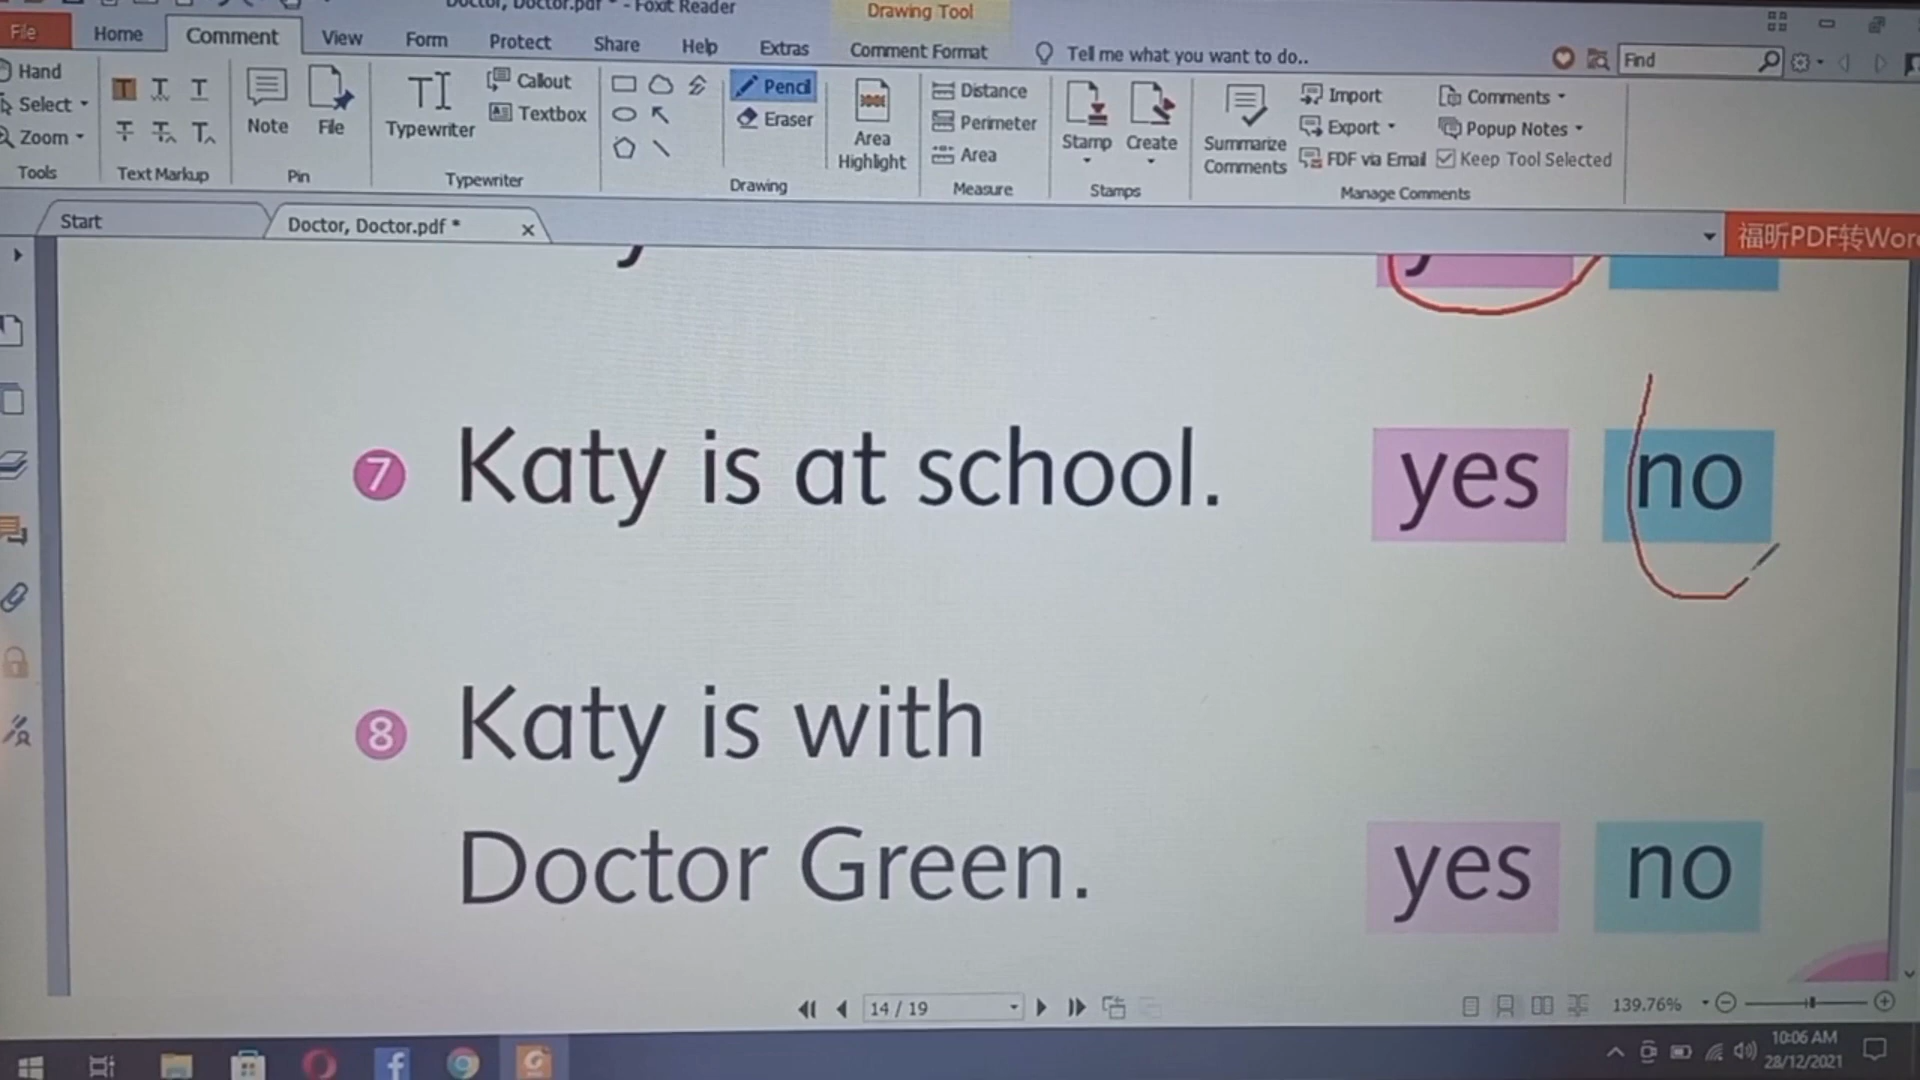 Doctor, Doctor.pdf * - Foxit Reader
Drawing Tool
File Home Comment View Form Protect Share Help Extras Comment Format Tell me what you want to do.. Find
Hand
Select
Zoom
Tools
Text Markup
Note File
Pin
Typewriter
Callout
Textbox
Typewriter
Pencil
Eraser
Drawing
Area
Highlight
Distance
Perimeter
Area
Measure
Stamp Create
Stamps
Summarize
Comments
Import
Export
FDF via Email
Comments
Popup Notes
Keep Tool Selected
Manage Comments
Start Doctor, Doctor.pdf *
福昕PDF转Wor
7 Katy is at school. yes no
8 Katy is with
Doctor Green. yes no
14 / 19
139.76%
10:06 AM
28/12/2021